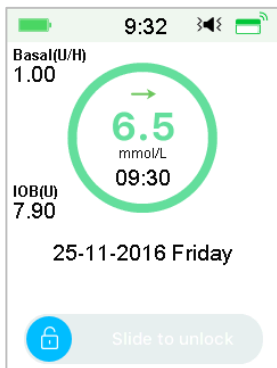 9:32
Basal(U/H)
1.00
6.5
mmol/L
09:30
IOB(U)
7.90
25-11-2016 Friday
Slide to unlock